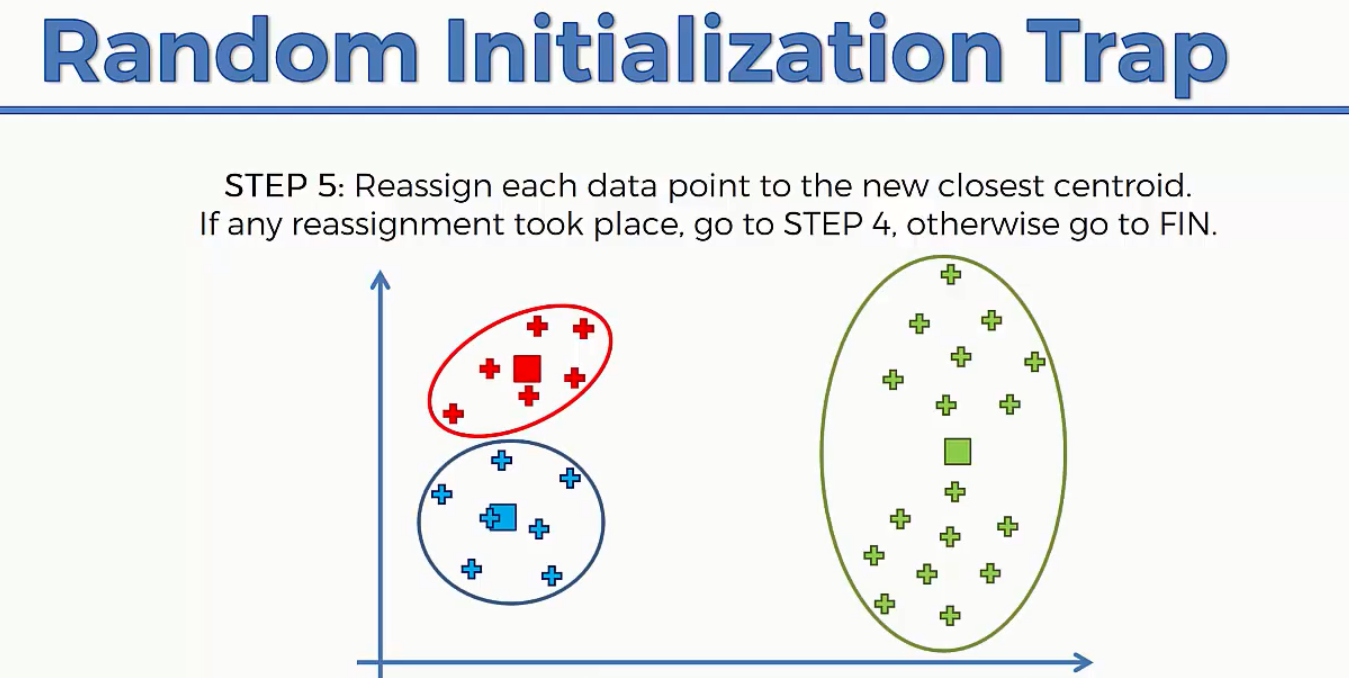 Random Initialization Trap
STEP 5: Reassign each data point to the new closest centroid.
If any reassignment took place, go to STEP 4, otherwise go to FIN.